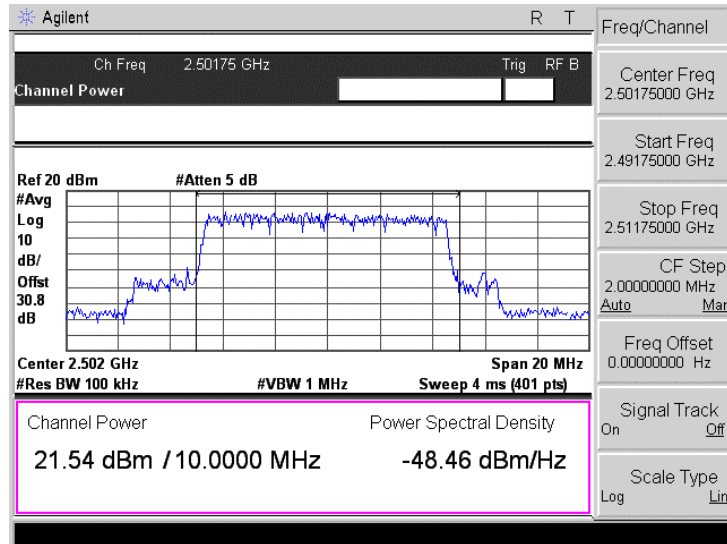 Agilent R T
Ch Freq 2.50175 GHz Trig RF B
Channel Power
Ref 20 dBm #Atten 5 dB
#Avg
Log
10
dB/
Offst
30.8
dB
Center 2.502 GHz Span 20 MHz
#Res BW 100 kHz #VBW 1 MHz Sweep 4 ms (401 pts)
Channel Power Power Spectral Density
21.54 dBm / 10.0000 MHz -48.46 dBm/Hz
Freq/Channel
Center Freq
2.50175000 GHz
Start Freq
2.49175000 GHz
Stop Freq
2.51175000 GHz
CF Step
2.00000000 MHz
Auto Man
Freq Offset
0.00000000 Hz
Signal Track
On Off
Scale Type
Log Lin